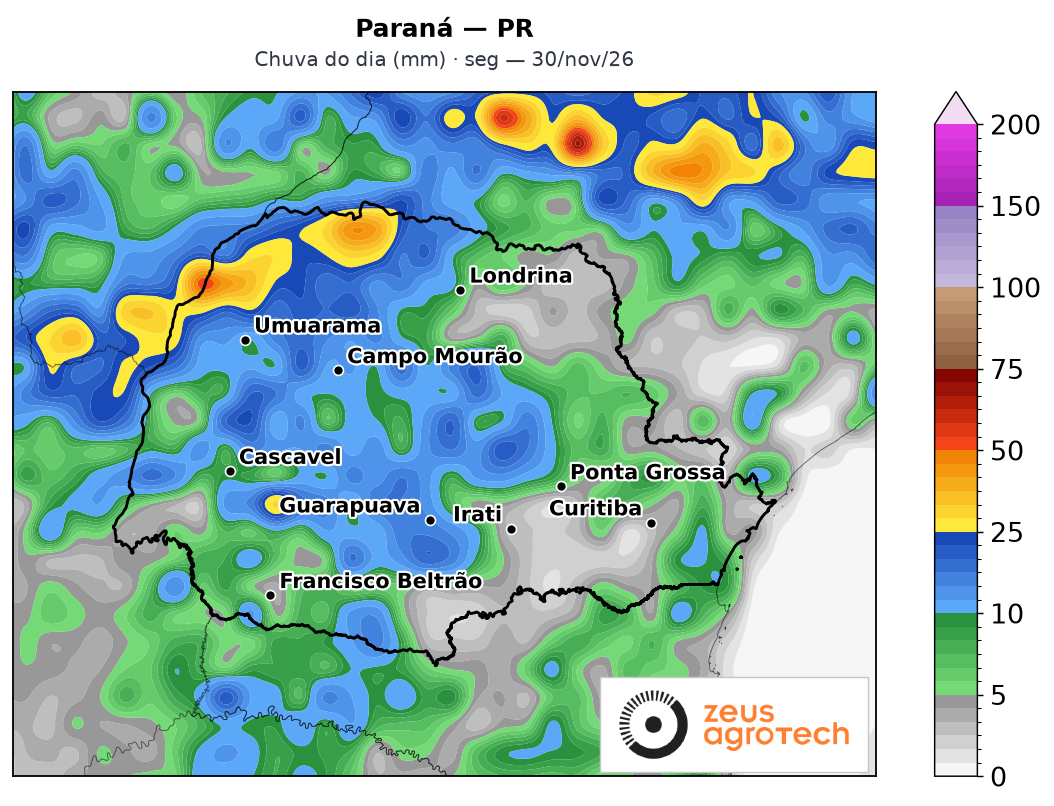 Paraná — PR
Chuva do dia (mm) · seg — 30/nov/26
200
150
100
75
50
25
10
5
0
Londrina
Umuarama
Campo Mourão
Cascavel
Ponta Grossa
Guarapuava
Irati
Curitiba
Francisco Beltrão
zeus
agrotech